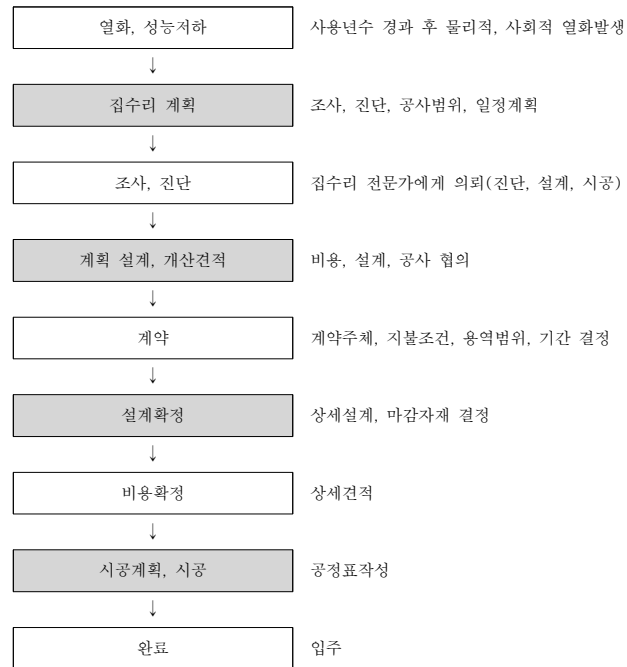 열화, 성능저하 사용년수 경과 후 물리적, 사회적 열화발생
↓
집수리 계획 조사, 진단, 공사범위, 일정계획
↓
조사, 진단 집수리 전문가에게 의뢰(진단, 설계, 시공)
↓
계획 설계, 개산견적 비용, 설계, 공사 협의
↓
계약 계약주체, 지불조건, 용역범위, 기간 결정
↓
설계확정 상세설계, 마감자재 결정
↓
비용확정 상세견적
↓
시공계획, 시공 공정표작성
↓
완료 입주